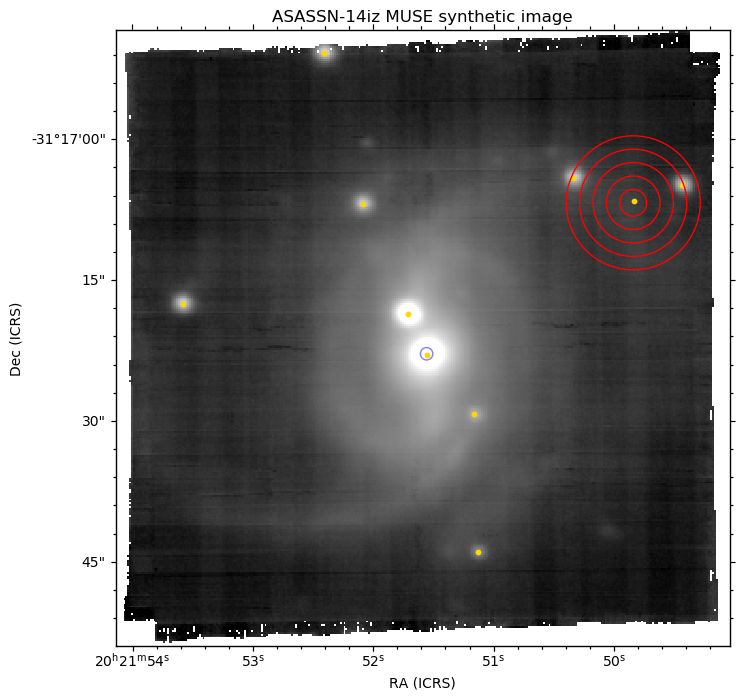 ASASSN-14iz MUSE synthetic image
-31°17'00"
15"
30"
45"
Dec (ICRS)
20ʰ21ᵐ54ˢ 53ˢ 52ˢ 51ˢ 50ˢ
RA (ICRS)